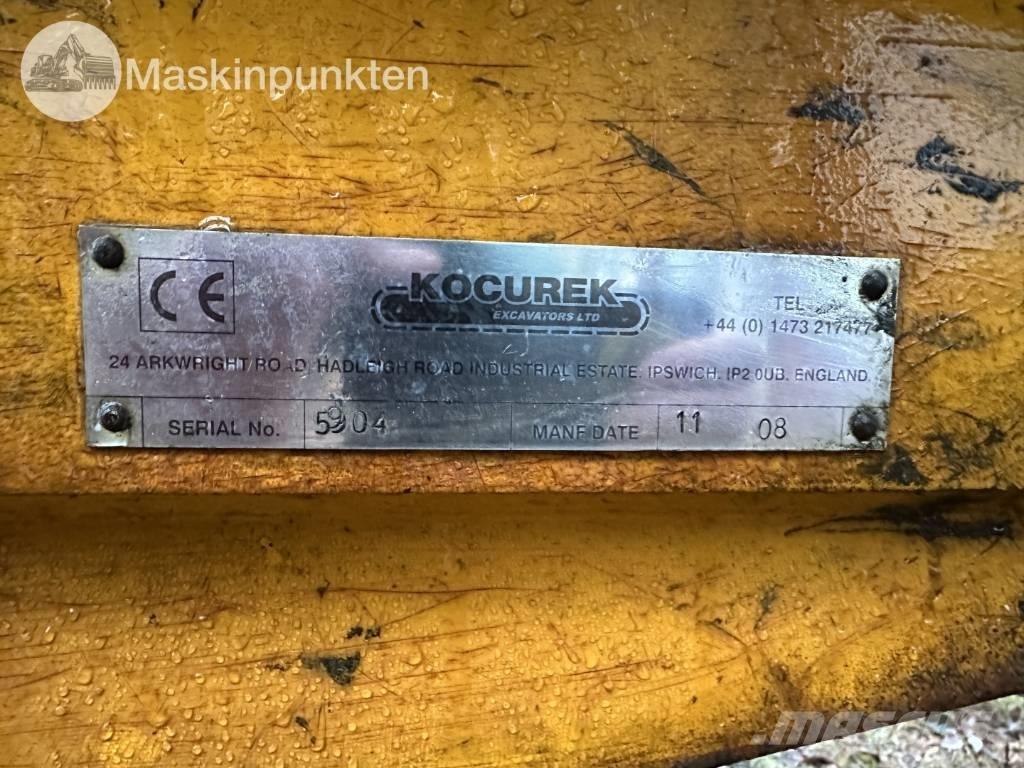 Maskinpunkten
CE
KOCUREK
EXCAVATORS LTD
TEL
+44 (0) 1473 217477
24 ARKWRIGHT ROAD, HADLEIGH ROAD INDUSTRIAL ESTATE. IPSWICH. IP2 0UB. ENGLAND.
SERIAL No. 5904 MANF DATE 11 08